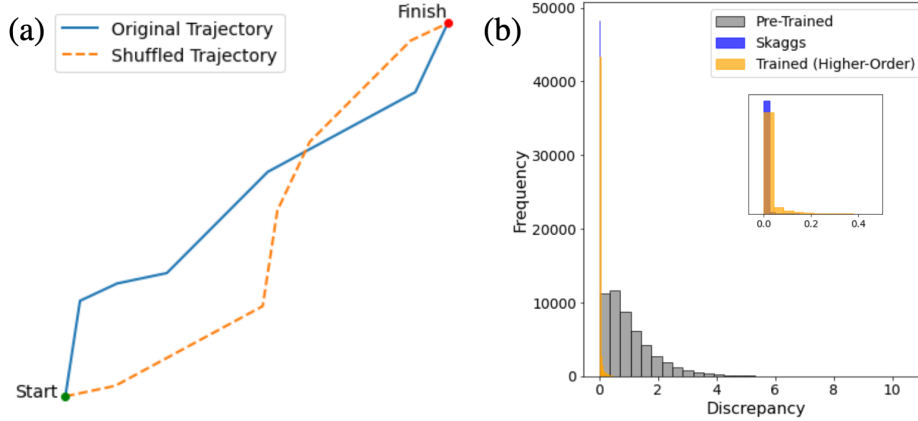 (a)
Finish
Original Trajectory
Shuffled Trajectory
Start
(b)
50000
40000
30000
20000
10000
0
Frequency
Pre-Trained
Skaggs
Trained (Higher-Order)
0.0 0.2 0.4
0 2 4 6 8 10
Discrepancy